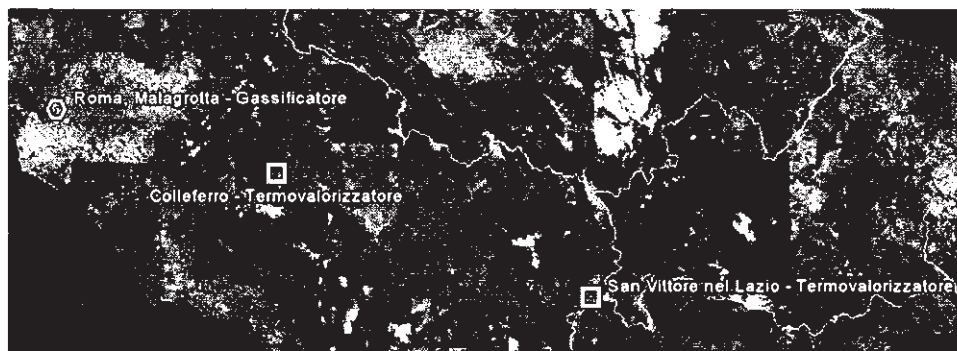 Roma, Malagrotta - Gassificatore
Colleferro - Termovalorizzatore
San Vittore nel Lazio - Termovalorizzatore